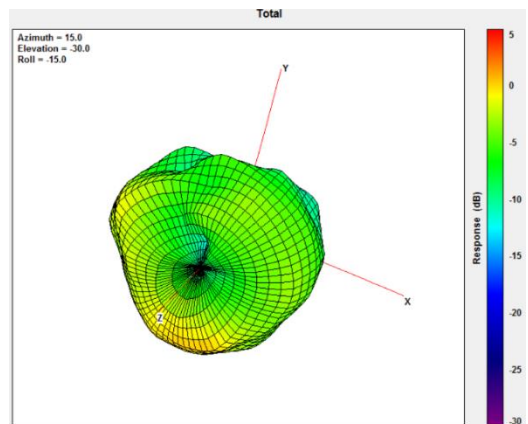 Total
Azimuth = 15.0
Elevation = -30.0
Roll = -15.0
Y
X
Z
5
0
-5
-10
-15
-20
-25
-30
Response (dB)